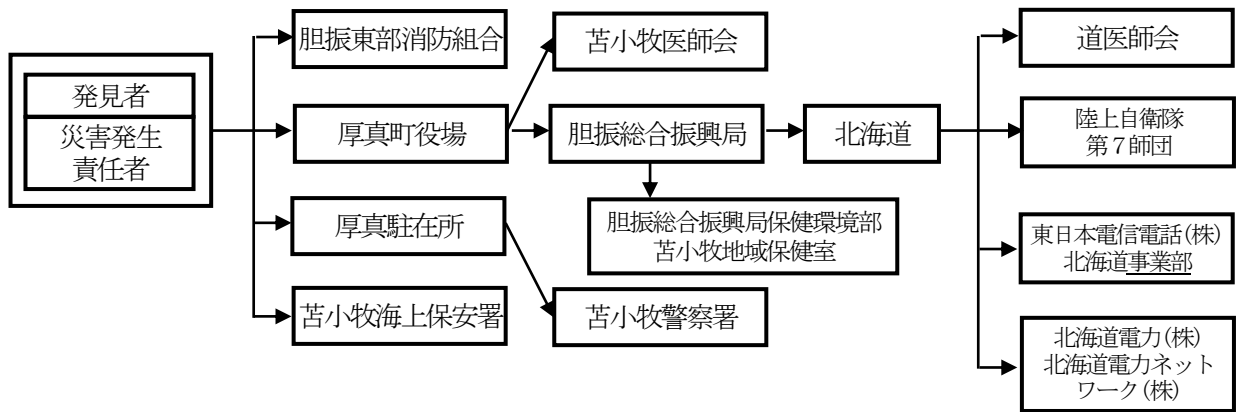 発見者
災害発生
責任者
胆振東部消防組合
厚真町役場
厚真駐在所
苫小牧海上保安署
苫小牧医師会
胆振総合振興局
胆振総合振興局保健環境部
苫小牧地域保健室
苫小牧警察署
北海道
道医師会
陸上自衛隊
第7師団
東日本電信電話(株)
北海道事業部
北海道電力(株)
北海道電力ネット
ワーク(株)